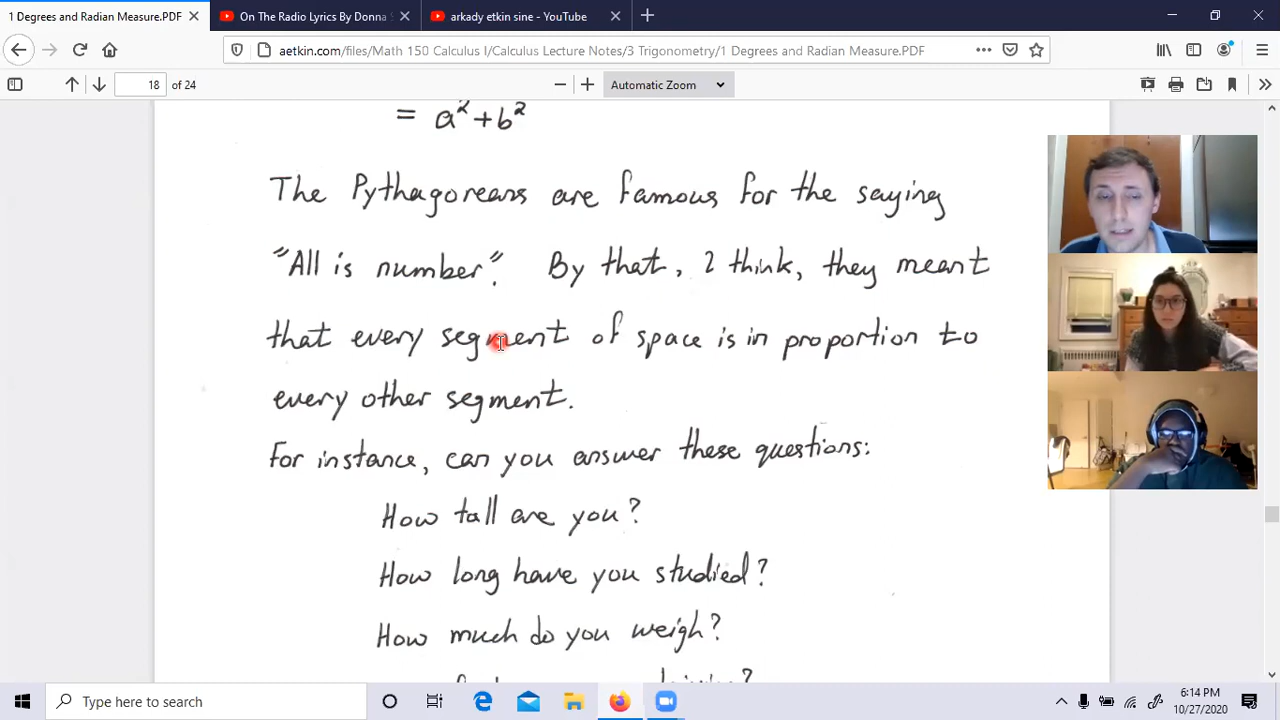 1 Degrees and Radian Measure.PDF
On The Radio Lyrics By Donna
arkady etkin sine - YouTube
aetkin.com/files/Math 150 Calculus I/Calculus Lecture Notes/3 Trigonometry/1 Degrees and Radian Measure.PDF
18 of 24
Automatic Zoom
= a²+b²
The Pythagoreans are famous for the saying
"All is number". By that, I think, they meant
that every segment of space is in proportion to
every other segment.
For instance, can you answer these questions:
How tall are you?
How long have you studied?
How much do you weigh?
Type here to search
6:14 PM
10/27/2020